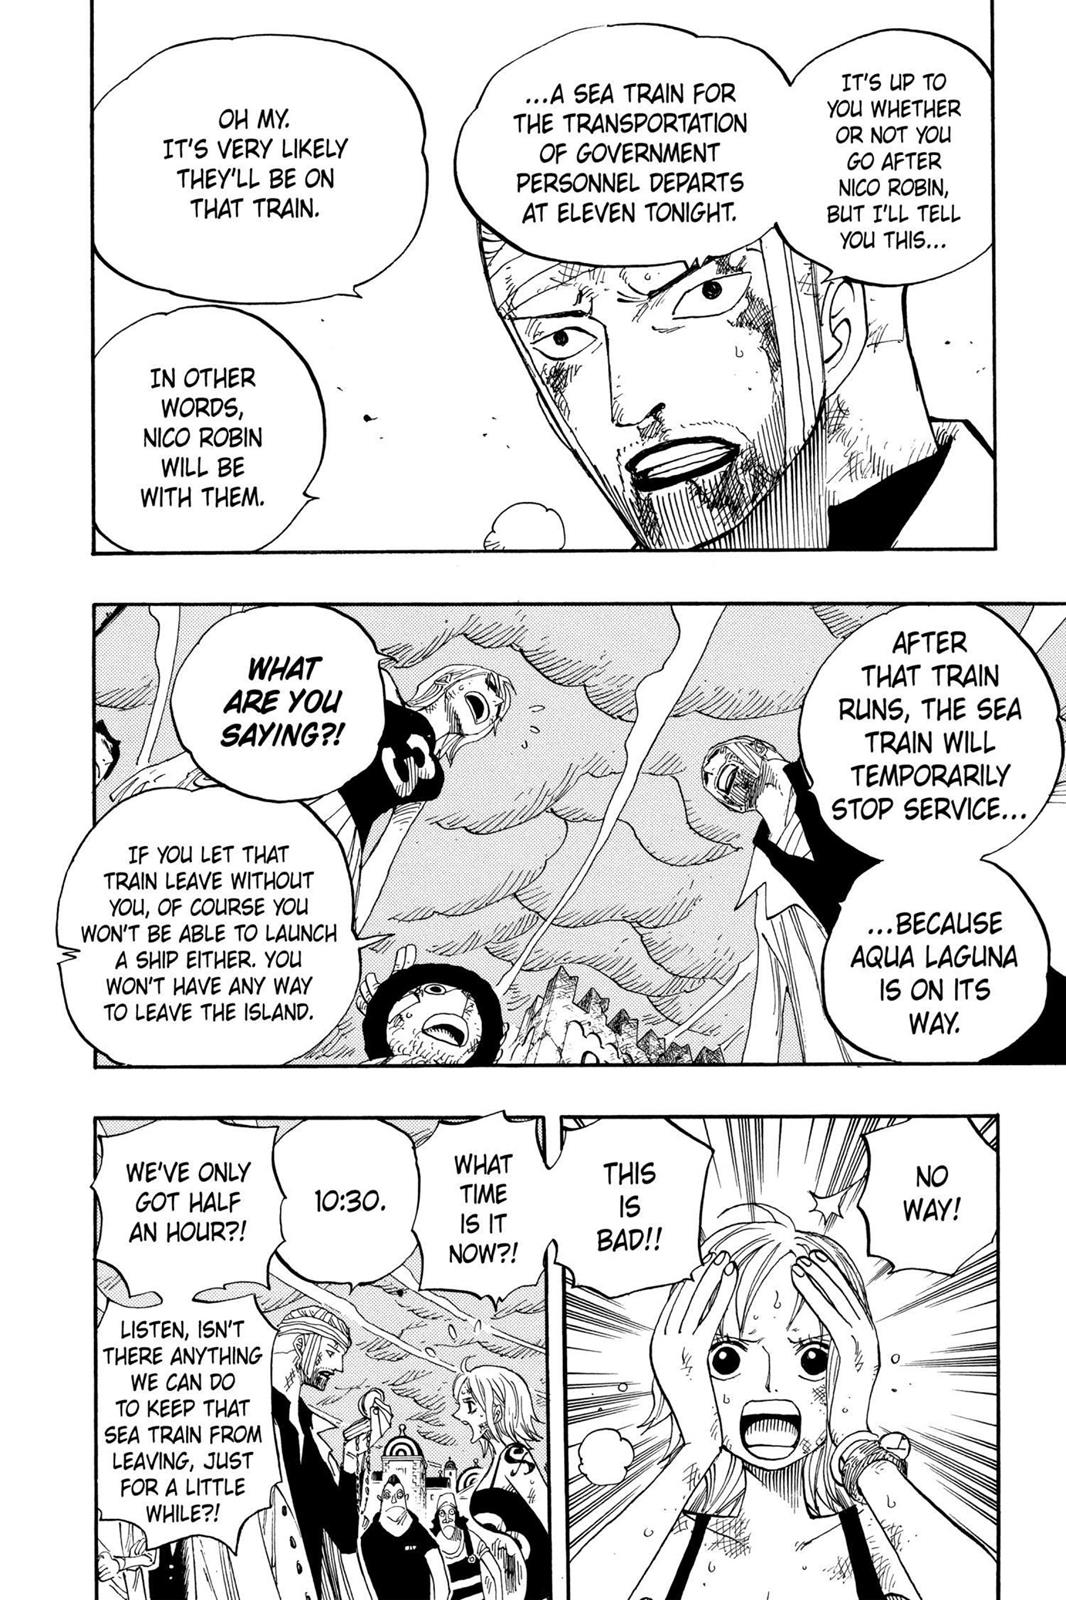 IT'S UP TO
YOU WHETHER
OR NOT YOU
GO AFTER
NICO ROBIN,
BUT I'LL TELL
YOU THIS...
...A SEA TRAIN FOR
THE TRANSPORTATION
OF GOVERNMENT
PERSONNEL DEPARTS
AT ELEVEN TONIGHT.
OH MY.
IT'S VERY LIKELY
THEY'LL BE ON
THAT TRAIN.
IN OTHER
WORDS,
NICO ROBIN
WILL BE
WITH THEM.
AFTER
THAT TRAIN
RUNS, THE SEA
TRAIN WILL
TEMPORARILY
STOP SERVICE...
...BECAUSE
AQUA LAGUNA
IS ON ITS
WAY.
WHAT
ARE YOU
SAYING?!
IF YOU LET THAT
TRAIN LEAVE WITHOUT
YOU, OF COURSE YOU
WON'T BE ABLE TO LAUNCH
A SHIP EITHER. YOU
WON'T HAVE ANY WAY
TO LEAVE THE ISLAND.
NO
WAY!
THIS
IS
BAD!!
WHAT
TIME
IS IT
NOW?!
10:30.
WE'VE ONLY
GOT HALF
AN HOUR?!
LISTEN, ISN'T
THERE ANYTHING
WE CAN DO
TO KEEP THAT
SEA TRAIN FROM
LEAVING, JUST
FOR A LITTLE
WHILE?!